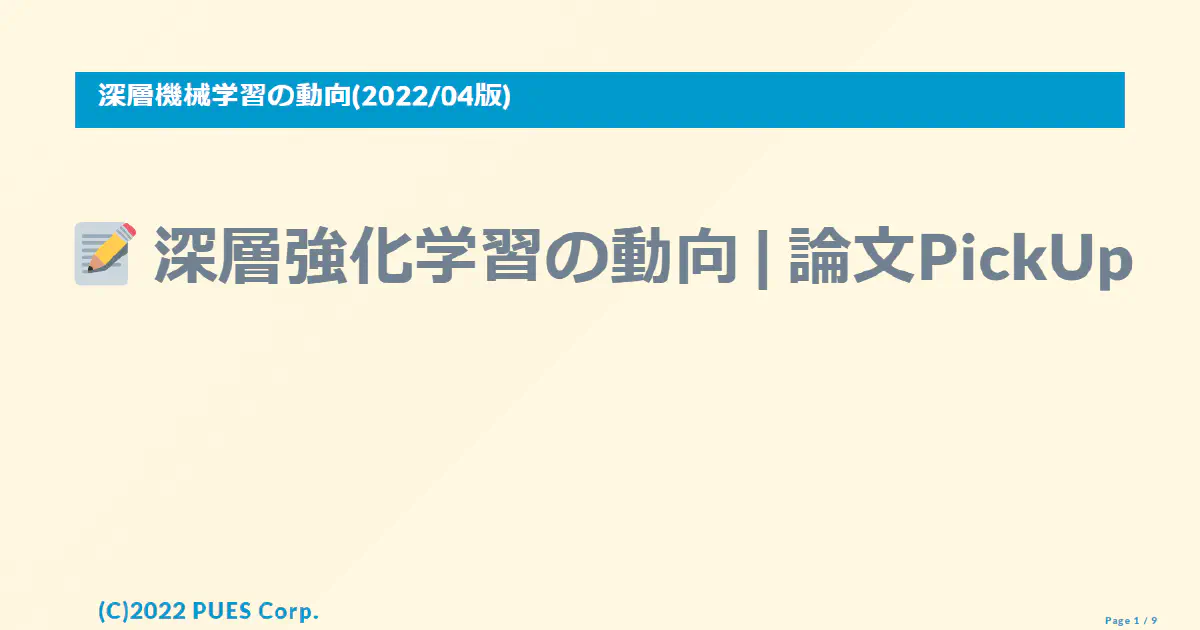 深層機械学習の動向(2022/04版)
深層強化学習の動向 | 論文PickUp
(C)2022 PUES Corp.
Page 1 / 9